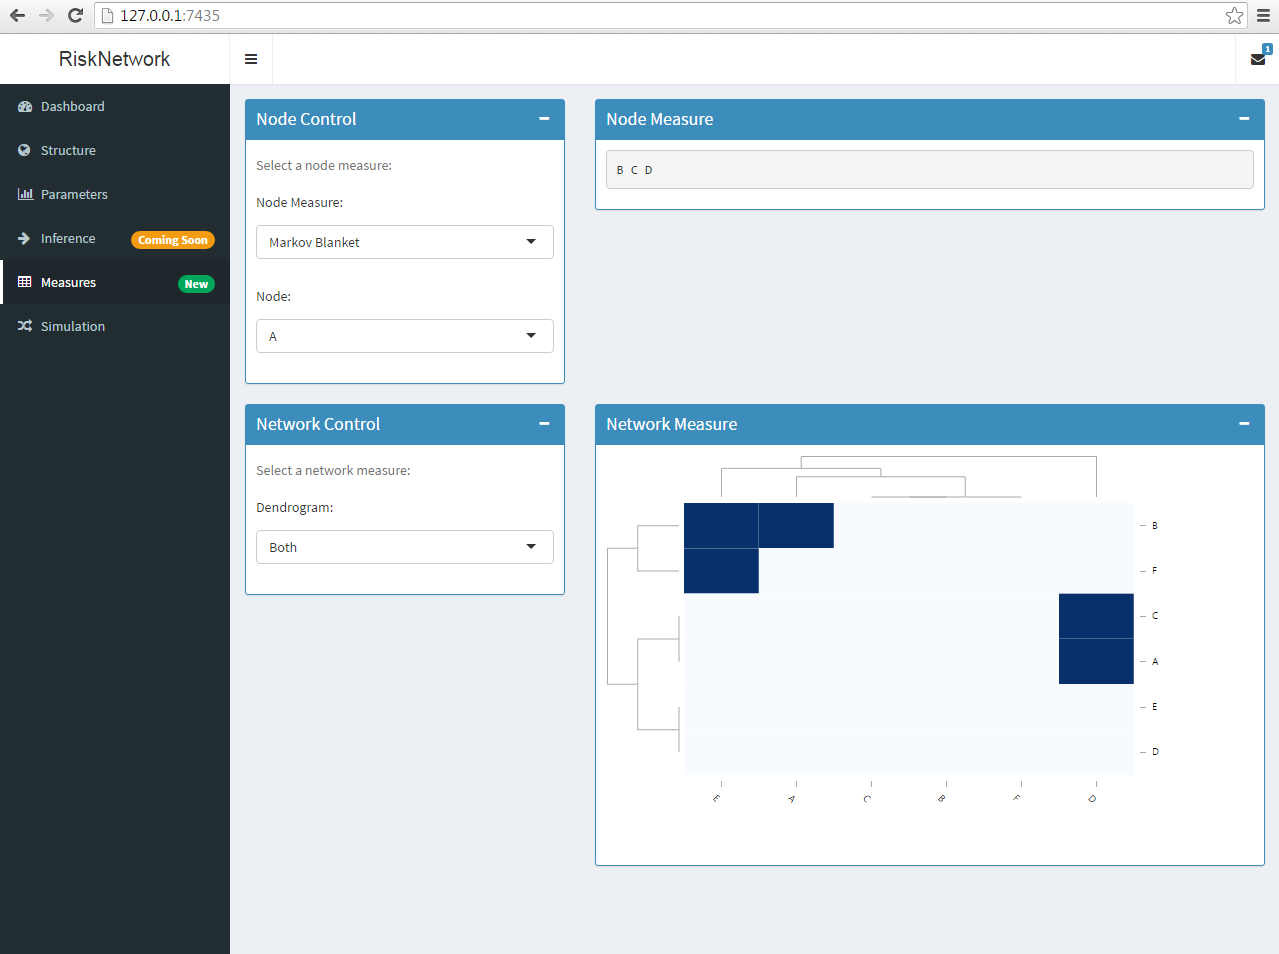 127.0.0.1:7435
RiskNetwork
1
Dashboard
Structure
Parameters
Inference Coming Soon
Measures New
Simulation
Node Control
Select a node measure:
Node Measure:
Markov Blanket
Node:
A
Node Measure
B C D
Network Control
Select a network measure:
Dendrogram:
Both
Network Measure
B
F
C
A
E
D
E A C B F D